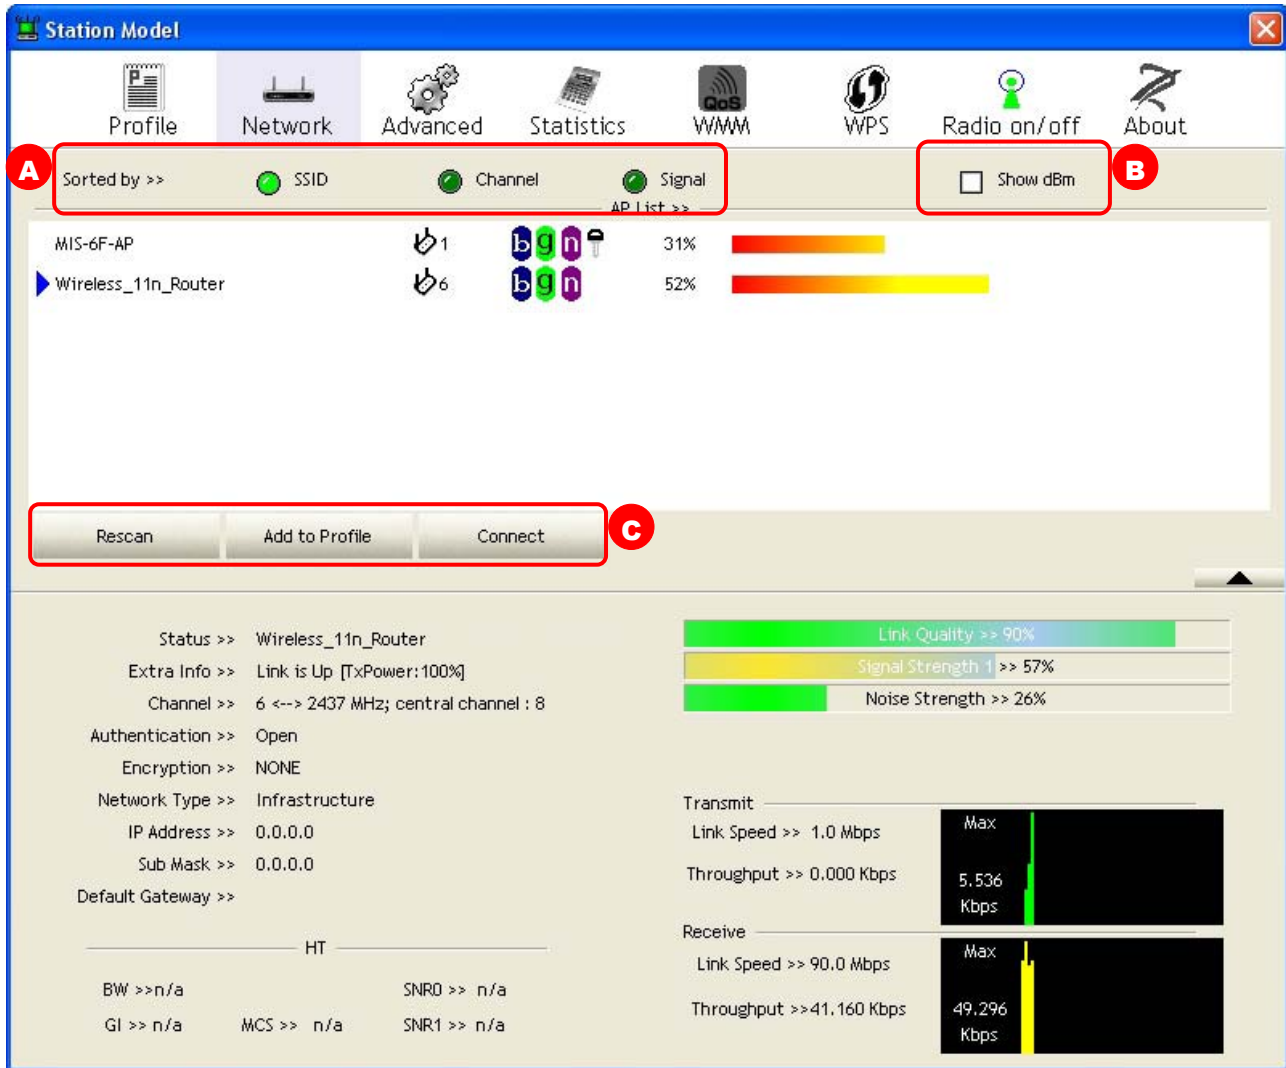 Station Model
Profile Network Advanced Statistics QoS WMM WPS Radio on/off About
A Sorted by >> SSID Channel Signal Show dBm B
AP List >>
MIS-6F-AP 1 b g n 31%
Wireless_11n_Router 6 b g n 52%
Rescan Add to Profile Connect C
Status >> Wireless_11n_Router
Extra Info >> Link is Up [TxPower:100%]
Channel >> 6 <--> 2437 MHz; central channel : 8
Authentication >> Open
Encryption >> NONE
Network Type >> Infrastructure
IP Address >> 0.0.0.0
Sub Mask >> 0.0.0.0
Default Gateway >>
HT
BW >>n/a SNR0 >> n/a
GI >> n/a MCS >> n/a SNR1 >> n/a
Link Quality >> 90%
Signal Strength 1 >> 57%
Noise Strength >> 26%
Transmit
Link Speed >> 1.0 Mbps
Throughput >> 0.000 Kbps
Max
5.536
Kbps
Receive
Link Speed >> 90.0 Mbps
Throughput >>41.160 Kbps
Max
49.296
Kbps